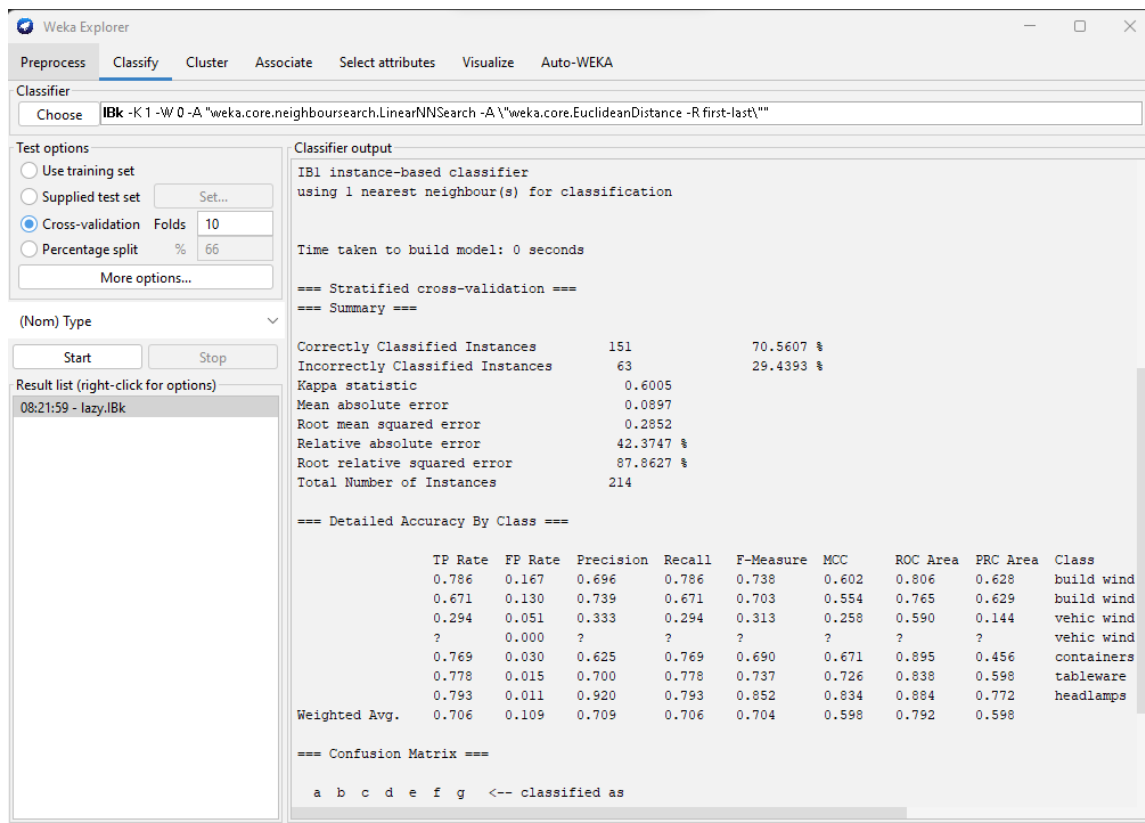 Weka Explorer
Preprocess Classify Cluster Associate Select attributes Visualize Auto-WEKA
Classifier
Choose IBk -K 1 -W 0 -A "weka.core.neighboursearch.LinearNNSearch -A \"weka.core.EuclideanDistance -R first-last\""
Test options
Use training set
Supplied test set Set...
Cross-validation Folds 10
Percentage split % 66
More options...
(Nom) Type
Start Stop
Result list (right-click for options)
08:21:59 - lazy.IBk
Classifier output
IB1 instance-based classifier
using 1 nearest neighbour(s) for classification
Time taken to build model: 0 seconds
=== Stratified cross-validation ===
=== Summary ===
Correctly Classified Instances 151 70.5607 %
Incorrectly Classified Instances 63 29.4393 %
Kappa statistic 0.6005
Mean absolute error 0.0897
Root mean squared error 0.2852
Relative absolute error 42.3747 %
Root relative squared error 87.8627 %
Total Number of Instances 214
=== Detailed Accuracy By Class ===
TP Rate FP Rate Precision Recall F-Measure MCC ROC Area PRC Area Class
0.786 0.167 0.696 0.786 0.738 0.602 0.806 0.628 build wind
0.671 0.130 0.739 0.671 0.703 0.554 0.765 0.629 build wind
0.294 0.051 0.333 0.294 0.313 0.258 0.590 0.144 vehic wind
? 0.000 ? ? ? ? ? ? vehic wind
0.769 0.030 0.625 0.769 0.690 0.671 0.895 0.456 containers
0.778 0.015 0.700 0.778 0.737 0.726 0.838 0.598 tableware
0.793 0.011 0.920 0.793 0.852 0.834 0.884 0.772 headlamps
Weighted Avg. 0.706 0.109 0.709 0.706 0.704 0.598 0.792 0.598
=== Confusion Matrix ===
a b c d e f g <-- classified as